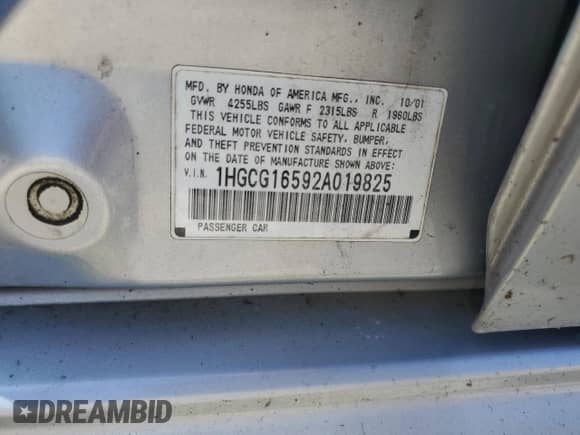 MFD. BY HONDA OF AMERICA MFG., INC. 10/01
GVWR 4255LBS GAWR F 2315LBS R 1960LBS
THIS VEHICLE CONFORMS TO ALL APPLICABLE
FEDERAL MOTOR VEHICLE SAFETY, BUMPER,
AND THEFT PREVENTION STANDARDS IN EFFECT
ON THE DATE OF MANUFACTURE SHOWN ABOVE:
V.I.N. 1HGCG16592A019825
PASSENGER CAR
DREAMBID